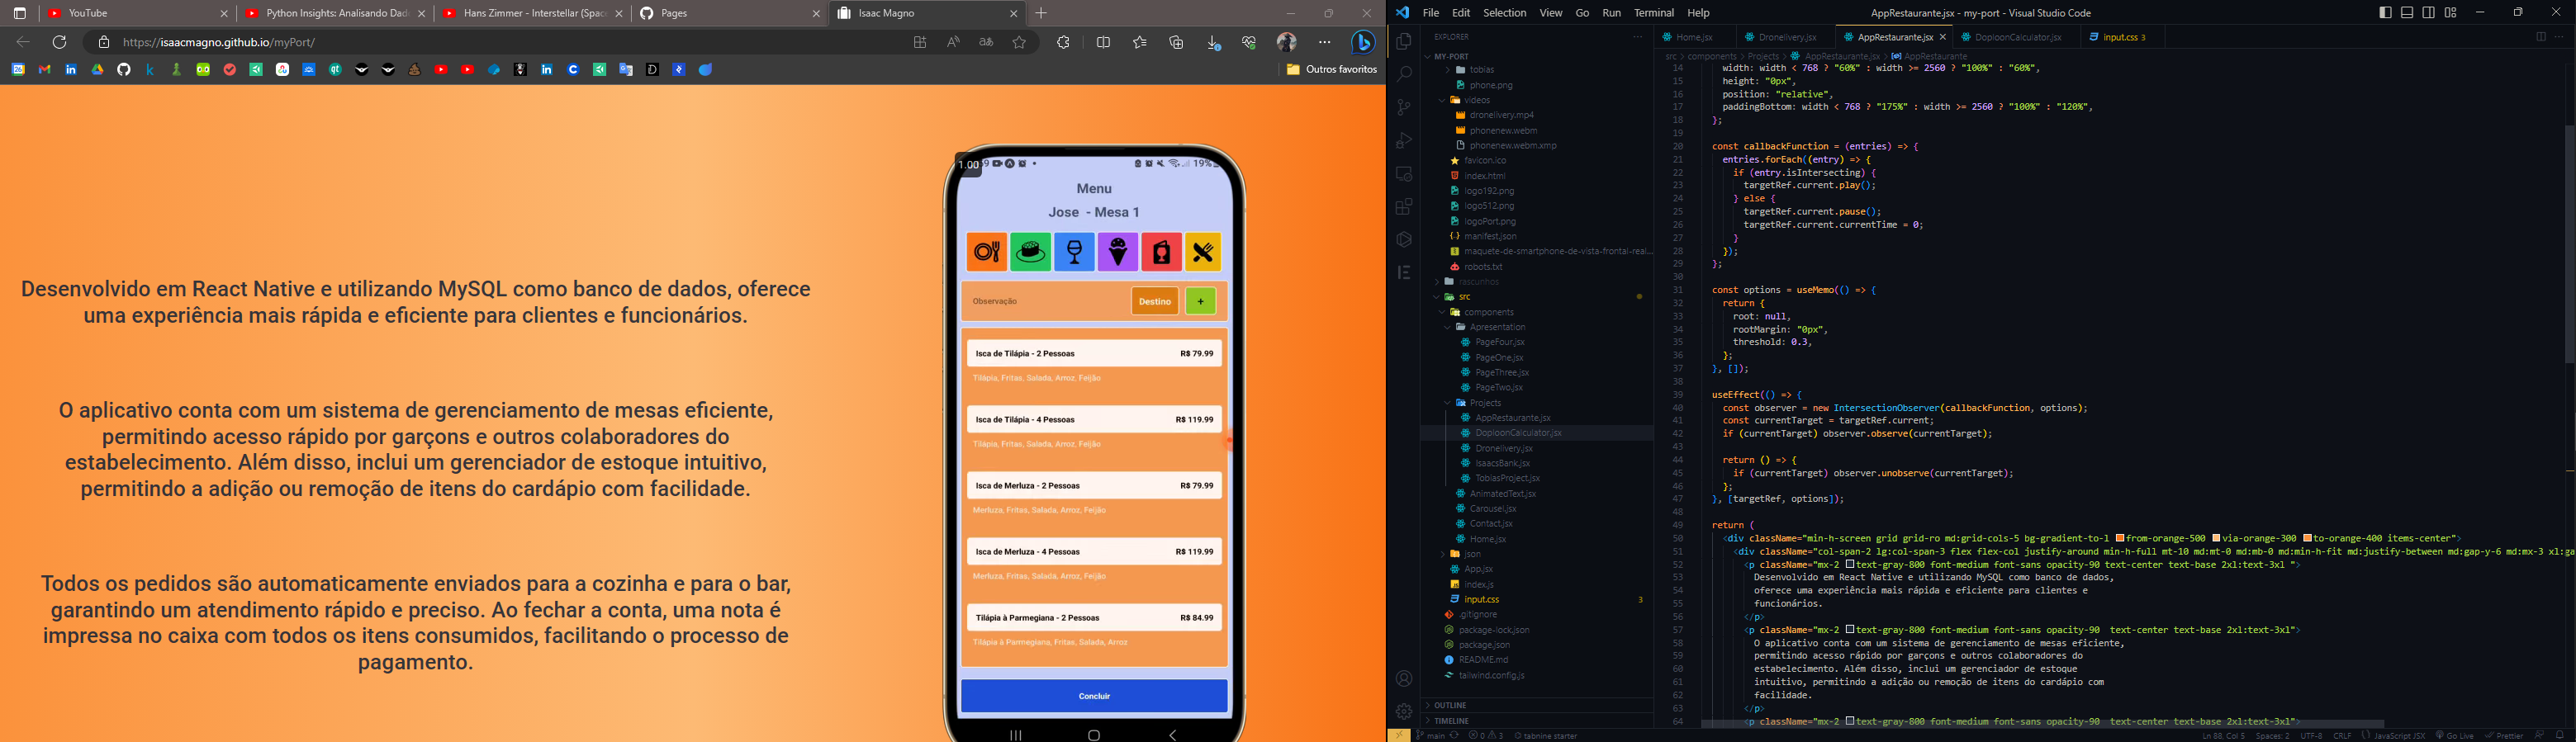 YouTube
Python Insights: Analisando Dad
Hans Zimmer - Interstellar (Spac
Pages
Isaac Magno
https://isaacmagno.github.io/myPort/
Outros favoritos
Desenvolvido em React Native e utilizando MySQL como banco de dados, oferece
uma experiência mais rápida e eficiente para clientes e funcionários.
O aplicativo conta com um sistema de gerenciamento de mesas eficiente,
permitindo acesso rápido por garçons e outros colaboradores do
estabelecimento. Além disso, inclui um gerenciador de estoque intuitivo,
permitindo a adição ou remoção de itens do cardápio com facilidade.
Todos os pedidos são automaticamente enviados para a cozinha e para o bar,
garantindo um atendimento rápido e preciso. Ao fechar a conta, uma nota é
impressa no caixa com todos os itens consumidos, facilitando o processo de
pagamento.
1.00
19%
Menu
Jose - Mesa 1
Observação
Destino
+
Isca de Tilápia - 2 Pessoas R$ 79.99
Tilápia, Fritas, Salada, Arroz, Feijão
Isca de Tilápia - 4 Pessoas R$ 119.99
Tilápia, Fritas, Salada, Arroz, Feijão
Isca de Merluza - 2 Pessoas R$ 79.99
Merluza, Fritas, Salada, Arroz, Feijão
Isca de Merluza - 4 Pessoas R$ 119.99
Merluza, Fritas, Salada, Arroz, Feijão
Tilápia à Parmegiana - 2 Pessoas R$ 84.99
Tilápia à Parmegiana, Fritas, Salada, Arroz
Concluir
File Edit Selection View Go Run Terminal Help
AppRestaurante.jsx - my-port - Visual Studio Code
EXPLORER
MY-PORT
tobias
phone.png
videos
dronelivery.mp4
phonenew.webm
phonenew.webm.xmp
favicon.ico
index.html
logo192.png
logo512.png
logoPort.png
manifest.json
maquete-de-smartphone-de-vista-frontal-real...
robots.txt
rascunhos
src
components
Apresentation
PageFour.jsx
PageOne.jsx
PageThree.jsx
PageTwo.jsx
Projects
AppRestaurante.jsx
DoploonCalculator.jsx
Dronelivery.jsx
IsaacsBank.jsx
TobiasProject.jsx
AnimatedText.jsx
Carousel.jsx
Contact.jsx
Home.jsx
json
App.jsx
index.js
input.css 3
.gitignore
package-lock.json
package.json
README.md
tailwind.config.js
OUTLINE
TIMELINE
Home.jsx
Dronelivery.jsx
AppRestaurante.jsx
DoploonCalculator.jsx
input.css 3
src > components > Projects > AppRestaurante.jsx > AppRestaurante
14 width: width < 768 ? "60%" : width >= 2560 ? "100%" : "60%",
15 height: "0px",
16 position: "relative",
17 paddingBottom: width < 768 ? "175%" : width >= 2560 ? "100%" : "120%",
18 };
19
20 const callbackFunction = (entries) => {
21 entries.forEach((entry) => {
22 if (entry.isIntersecting) {
23 targetRef.current.play();
24 } else {
25 targetRef.current.pause();
26 targetRef.current.currentTime = 0;
27 }
28 });
29 };
30
31 const options = useMemo(() => {
32 return {
33 root: null,
34 rootMargin: "0px",
35 threshold: 0.3,
36 };
37 }, []);
38
39 useEffect(() => {
40 const observer = new IntersectionObserver(callbackFunction, options);
41 const currentTarget = targetRef.current;
42 if (currentTarget) observer.observe(currentTarget);
43
44 return () => {
45 if (currentTarget) observer.unobserve(currentTarget);
46 };
47 }, [targetRef, options]);
48
49 return (
50 <div className="min-h-screen grid grid-ro md:grid-cols-5 bg-gradient-to-l from-orange-500 via-orange-300 to-orange-400 items-center">
51 <div className="col-span-2 lg:col-span-3 flex flex-col justify-around min-h-full mt-10 md:mt-0 md:mb-0 md:min-h-fit md:justify-between md:gap-y-6 md:mx-3 xl:ga
52 <p className="mx-2 text-gray-800 font-medium font-sans opacity-90 text-center text-base 2xl:text-3xl ">
53 Desenvolvido em React Native e utilizando MySQL como banco de dados,
54 oferece uma experiência mais rápida e eficiente para clientes e
55 funcionários.
56 </p>
57 <p className="mx-2 text-gray-800 font-medium font-sans opacity-90 text-center text-base 2xl:text-3xl">
58 O aplicativo conta com um sistema de gerenciamento de mesas eficiente,
59 permitindo acesso rápido por garçons e outros colaboradores do
60 estabelecimento. Além disso, inclui um gerenciador de estoque
61 intuitivo, permitindo a adição ou remoção de itens do cardápio com
62 facilidade.
63 </p>
64 <p className="mx-2 text-gray-800 font-medium font-sans opacity-90 text-center text-base 2xl:text-3xl">
main 0 3 tabnine starter
Ln 88, Col 5 Spaces: 2 UTF-8 CRLF JavaScript JSX Go Live Prettier